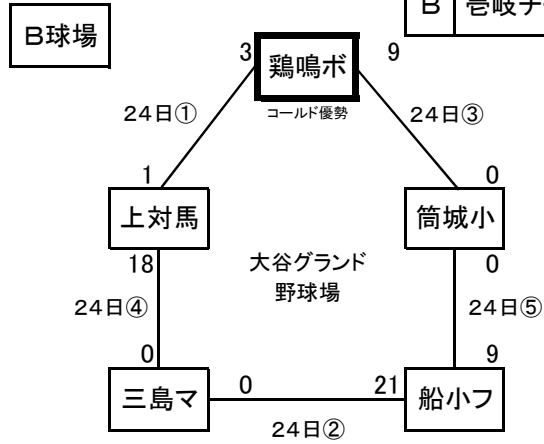 B球場
B 壱岐チ
3 鶏鳴ボ 9
コールド優勢
24日① 24日③
1 0
上対馬 筒城小
18 大谷グランド 0
野球場
24日④ 24日⑤
0 9
三島マ 0 21 船小フ
24日②